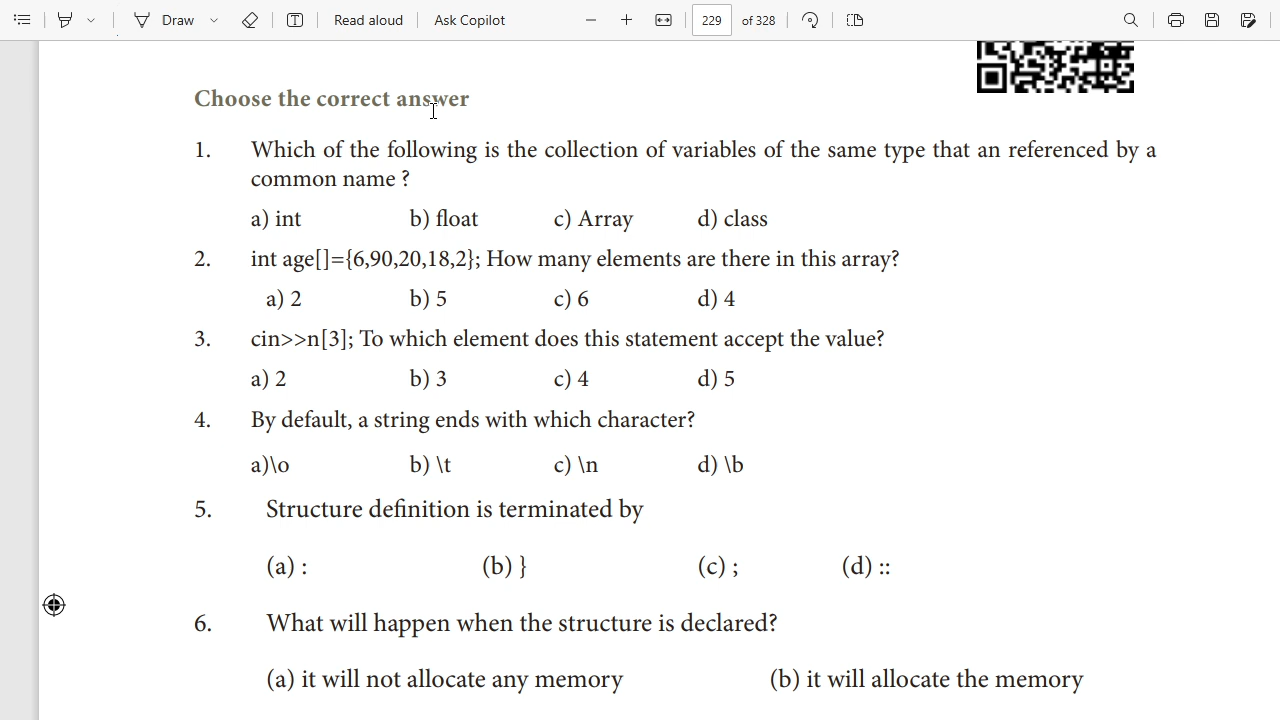 Draw Read aloud Ask Copilot 229 of 328
Choose the correct answer
1. Which of the following is the collection of variables of the same type that an referenced by a
common name ?
a) int b) float c) Array d) class
2. int age[]={6,90,20,18,2}; How many elements are there in this array?
a) 2 b) 5 c) 6 d) 4
3. cin>>n[3]; To which element does this statement accept the value?
a) 2 b) 3 c) 4 d) 5
4. By default, a string ends with which character?
a)\o b) \t c) \n d) \b
5. Structure definition is terminated by
(a) : (b) } (c) ; (d) ::
6. What will happen when the structure is declared?
(a) it will not allocate any memory (b) it will allocate the memory